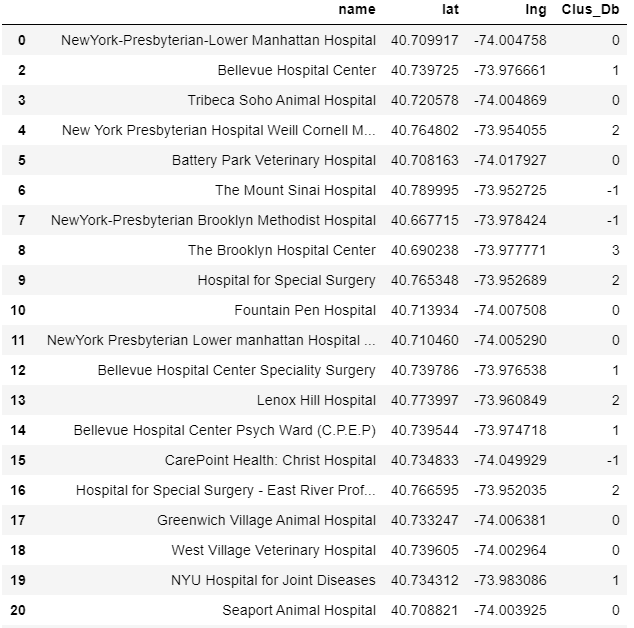 name lat lng Clus_Db
0 NewYork-Presbyterian-Lower Manhattan Hospital 40.709917 -74.004758 0
2 Bellevue Hospital Center 40.739725 -73.976661 1
3 Tribeca Soho Animal Hospital 40.720578 -74.004869 0
4 New York Presbyterian Hospital Weill Cornell M... 40.764802 -73.954055 2
5 Battery Park Veterinary Hospital 40.708163 -74.017927 0
6 The Mount Sinai Hospital 40.789995 -73.952725 -1
7 NewYork-Presbyterian Brooklyn Methodist Hospital 40.667715 -73.978424 -1
8 The Brooklyn Hospital Center 40.690238 -73.977771 3
9 Hospital for Special Surgery 40.765348 -73.952689 2
10 Fountain Pen Hospital 40.713934 -74.007508 0
11 NewYork Presbyterian Lower manhattan Hospital ... 40.710460 -74.005290 0
12 Bellevue Hospital Center Speciality Surgery 40.739786 -73.976538 1
13 Lenox Hill Hospital 40.773997 -73.960849 2
14 Bellevue Hospital Center Psych Ward (C.P.E.P) 40.739544 -73.974718 1
15 CarePoint Health: Christ Hospital 40.734833 -74.049929 -1
16 Hospital for Special Surgery - East River Prof... 40.766595 -73.952035 2
17 Greenwich Village Animal Hospital 40.733247 -74.006381 0
18 West Village Veterinary Hospital 40.739605 -74.002964 0
19 NYU Hospital for Joint Diseases 40.734312 -73.983086 1
20 Seaport Animal Hospital 40.708821 -74.003925 0